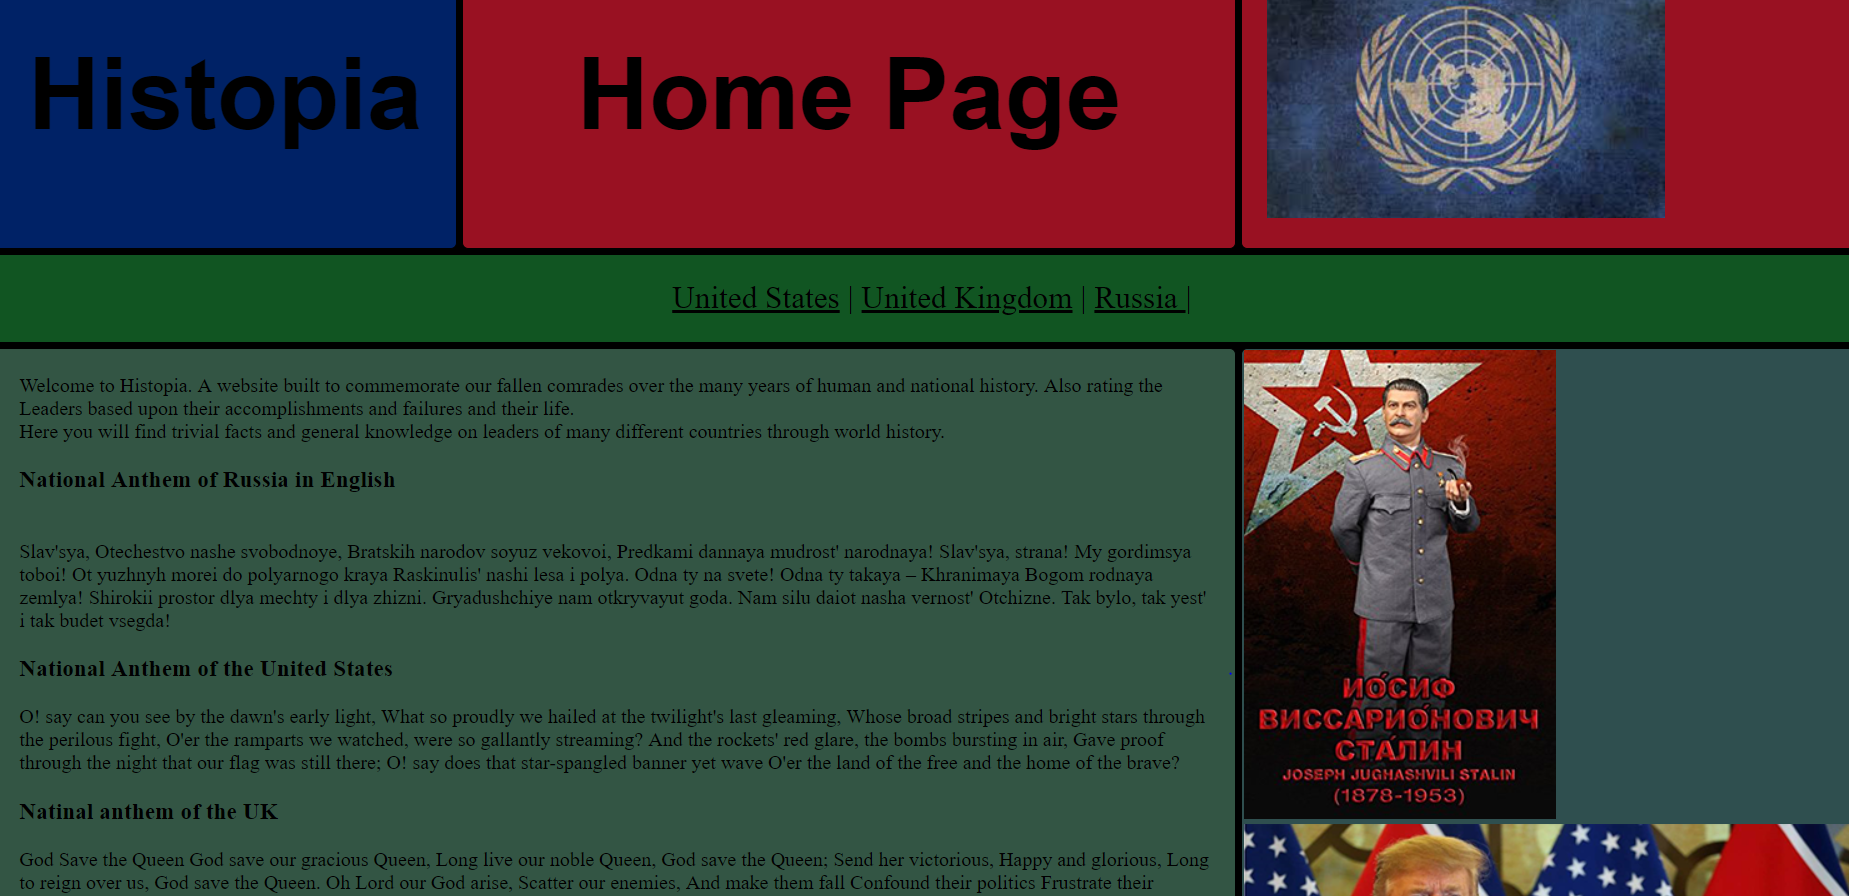 Histopia
Home Page
United States | United Kingdom | Russia |
Welcome to Histopia. A website built to commemorate our fallen comrades over the many years of human and national history. Also rating the
Leaders based upon their accomplishments and failures and their life.
Here you will find trivial facts and general knowledge on leaders of many different countries through world history.
National Anthem of Russia in English
Slav'sya, Otechestvo nashe svobodnoye, Bratskih narodov soyuz vekovoi, Predkami dannaya mudrost' narodnaya! Slav'sya, strana! My gordimsya
toboi! Ot yuzhnyh morei do polyarnogo kraya Raskinulis' nashi lesa i polya. Odna ty na svete! Odna ty takaya – Khranimaya Bogom rodnaya
zemlya! Shirokii prostor dlya mechty i dlya zhizni. Gryadushchiye nam otkryvayut goda. Nam silu daiot nasha vernost' Otchizne. Tak bylo, tak yest'
i tak budet vsegda!
National Anthem of the United States
O! say can you see by the dawn's early light, What so proudly we hailed at the twilight's last gleaming, Whose broad stripes and bright stars through
the perilous fight, O'er the ramparts we watched, were so gallantly streaming? And the rockets' red glare, the bombs bursting in air, Gave proof
through the night that our flag was still there; O! say does that star-spangled banner yet wave O'er the land of the free and the home of the brave?
Natinal anthem of the UK
God Save the Queen God save our gracious Queen, Long live our noble Queen, God save the Queen; Send her victorious, Happy and glorious, Long
to reign over us, God save the Queen. Oh Lord our God arise, Scatter our enemies, And make them fall Confound their politics Frustrate their
ИО́СИФ
ВИССАРИО́НОВИЧ
СТА́ЛИН
JOSEPH JUGHASHVILI STALIN
(1878-1953)